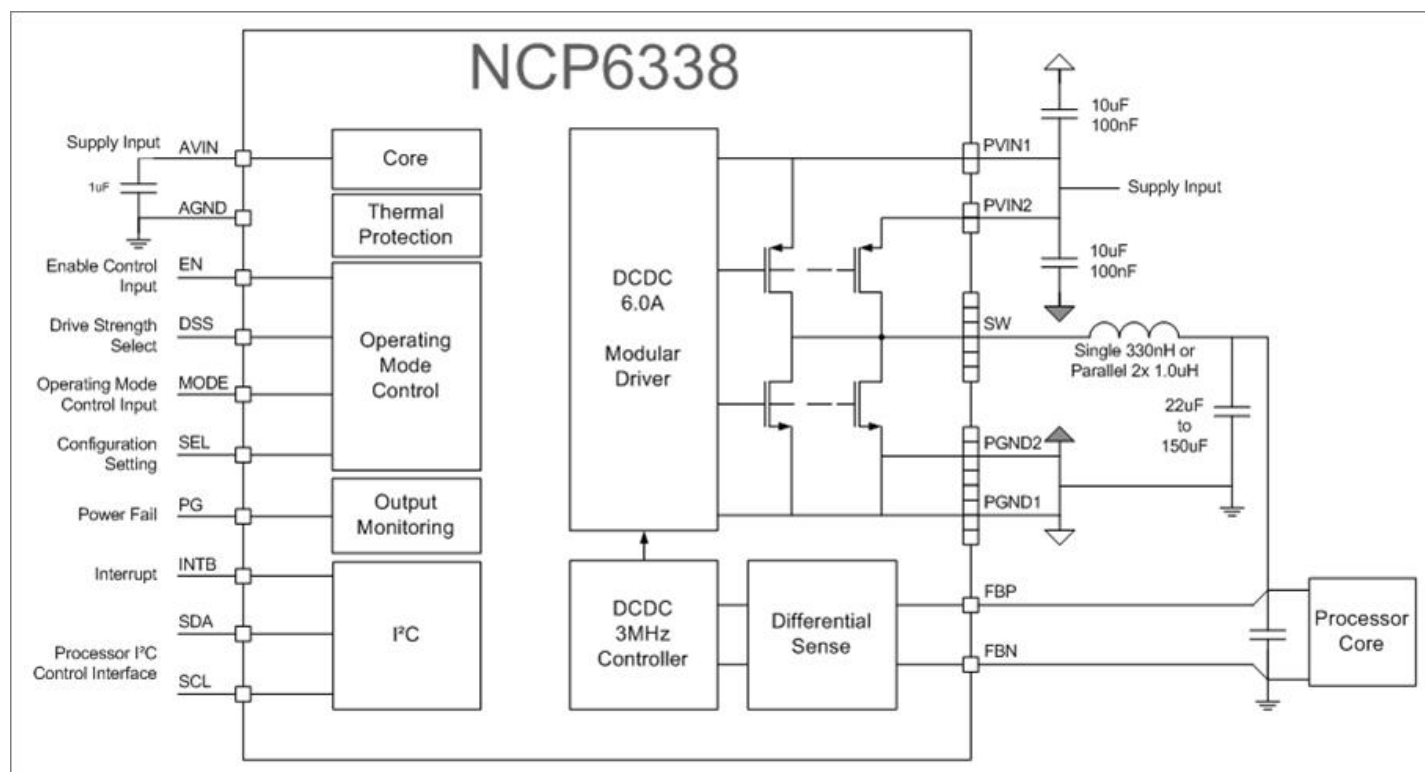 NCP6338
Supply Input
AVIN
1uF
AGND
Enable Control
Input
EN
Drive Strength
Select
DSS
Operating Mode
Control Input
MODE
Configuration
Setting
SEL
Power Fail
PG
Interrupt
INTB
SDA
Processor I²C
Control Interface
SCL
Core
Thermal
Protection
Operating
Mode
Control
Output
Monitoring
I²C
DCDC
6.0A
Modular
Driver
DCDC
3MHz
Controller
Differential
Sense
10uF
100nF
PVIN1
Supply Input
PVIN2
10uF
100nF
SW
Single 330nH or
Parallel 2x 1.0uH
22uF
to
150uF
PGND2
PGND1
FBP
FBN
Processor
Core